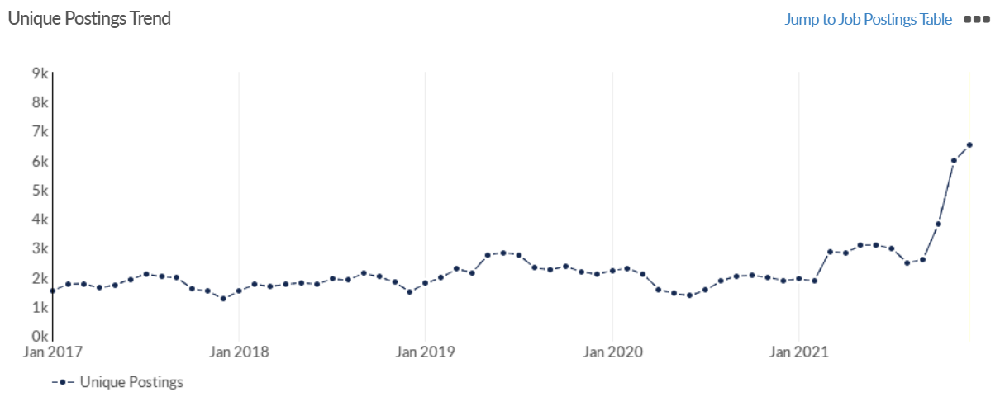 Unique Postings Trend
Jump to Job Postings Table
9k
8k
7k
6k
5k
4k
3k
2k
1k
0k
Jan 2017
Jan 2018
Jan 2019
Jan 2020
Jan 2021
Unique Postings